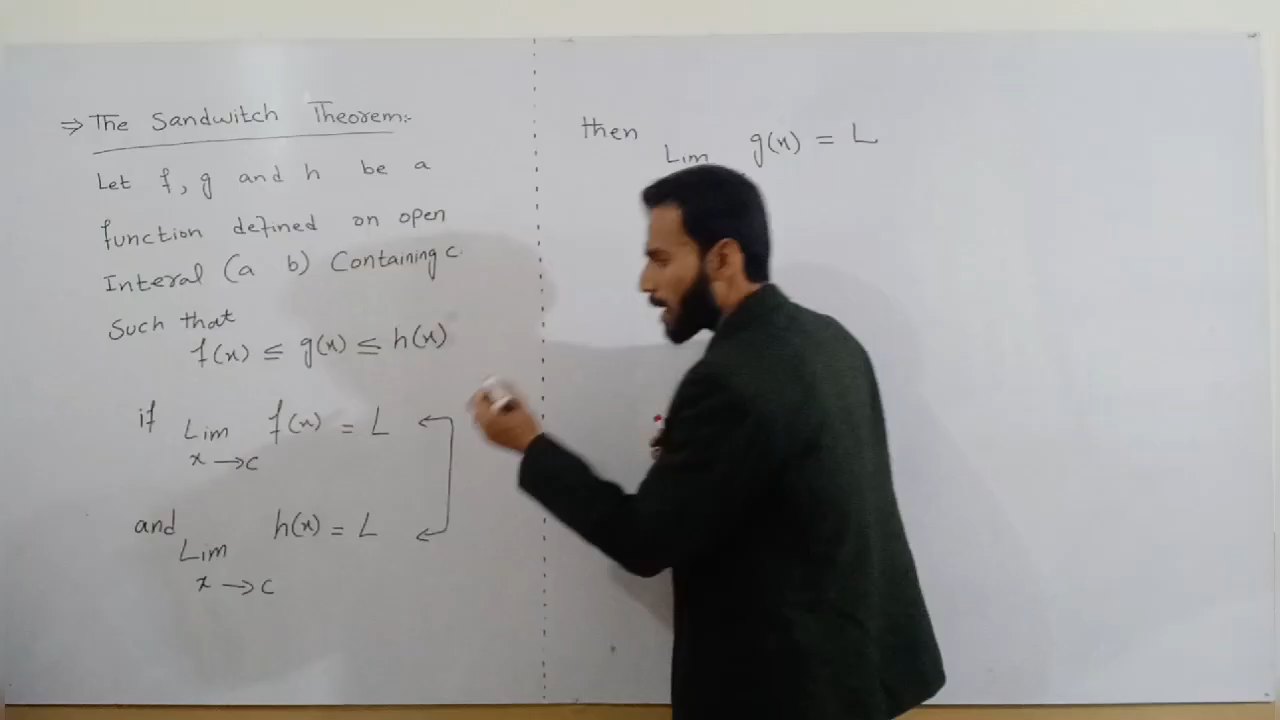 ⇒ The Sandwitch Theorem:-
Let f, g and h be a
function defined on open
Interal (a b) Containing c.
Such that
f(x) ≤ g(x) ≤ h(x)
if Lim f(x) = L
x → c
and Lim h(x) = L
x → c
then Lim g(x) = L